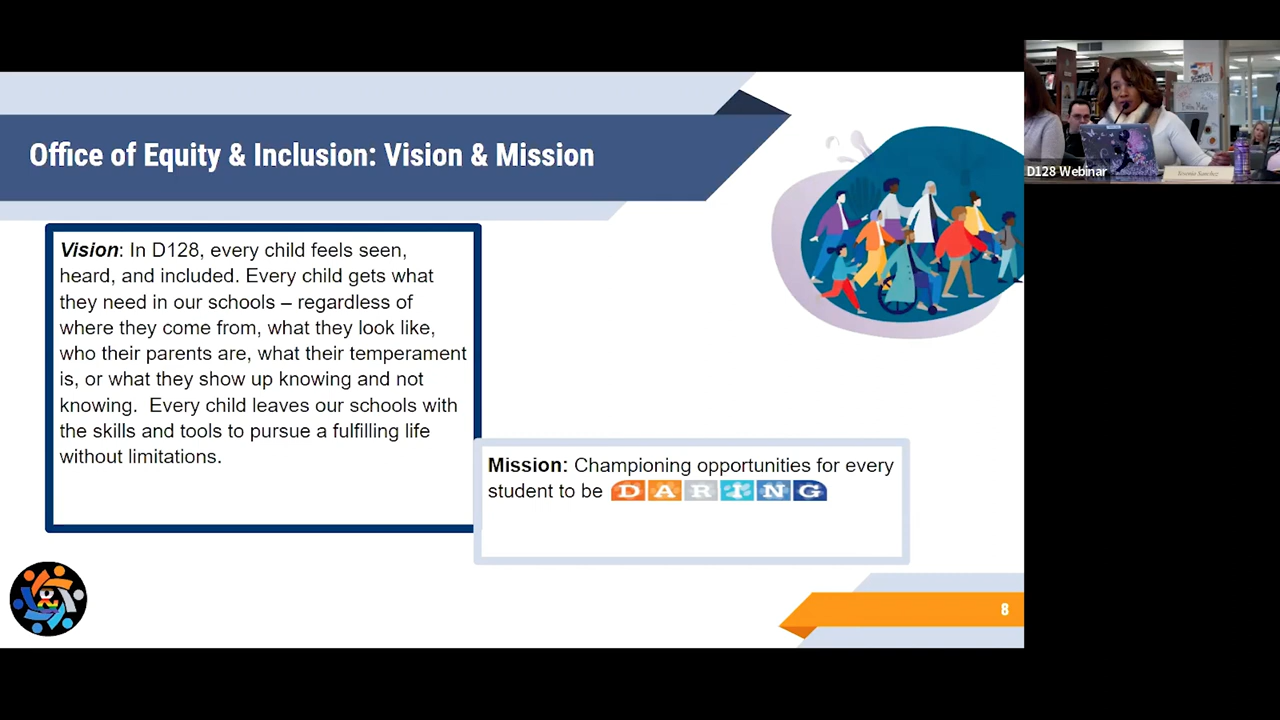 Office of Equity & Inclusion: Vision & Mission
Vision: In D128, every child feels seen,
heard, and included. Every child gets what
they need in our schools – regardless of
where they come from, what they look like,
who their parents are, what their temperament
is, or what they show up knowing and not
knowing.  Every child leaves our schools with
the skills and tools to pursue a fulfilling life
without limitations.
Mission: Championing opportunities for every
student to be DARING
8
D128 Webinar